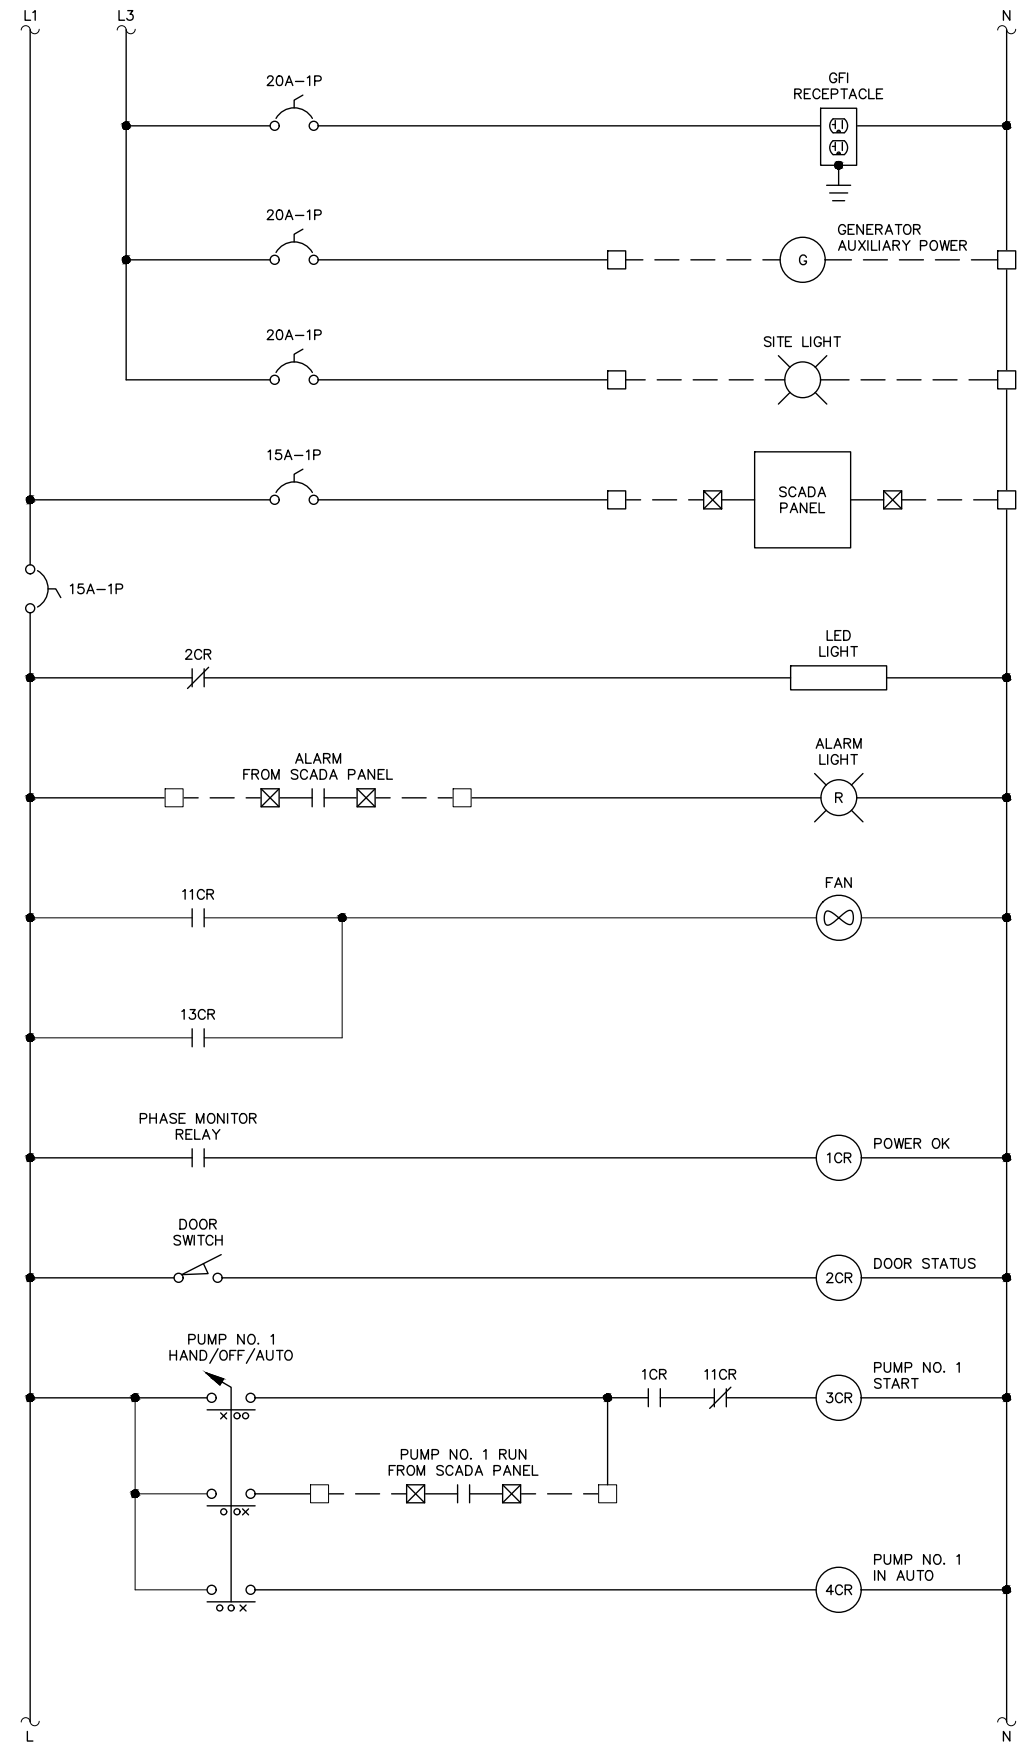 L1
L3
N
20A-1P
GFI
RECEPTACLE
20A-1P
GENERATOR
AUXILIARY POWER
G
20A-1P
SITE LIGHT
15A-1P
SCADA
PANEL
15A-1P
LED
LIGHT
2CR
ALARM
LIGHT
ALARM
FROM SCADA PANEL
R
FAN
11CR
13CR
PHASE MONITOR
RELAY
POWER OK
1CR
DOOR
SWITCH
DOOR STATUS
2CR
PUMP NO. 1
HAND/OFF/AUTO
1CR
11CR
PUMP NO. 1
START
3CR
XOO
PUMP NO. 1 RUN
FROM SCADA PANEL
OOX
PUMP NO. 1
IN AUTO
4CR
OOX
L
N